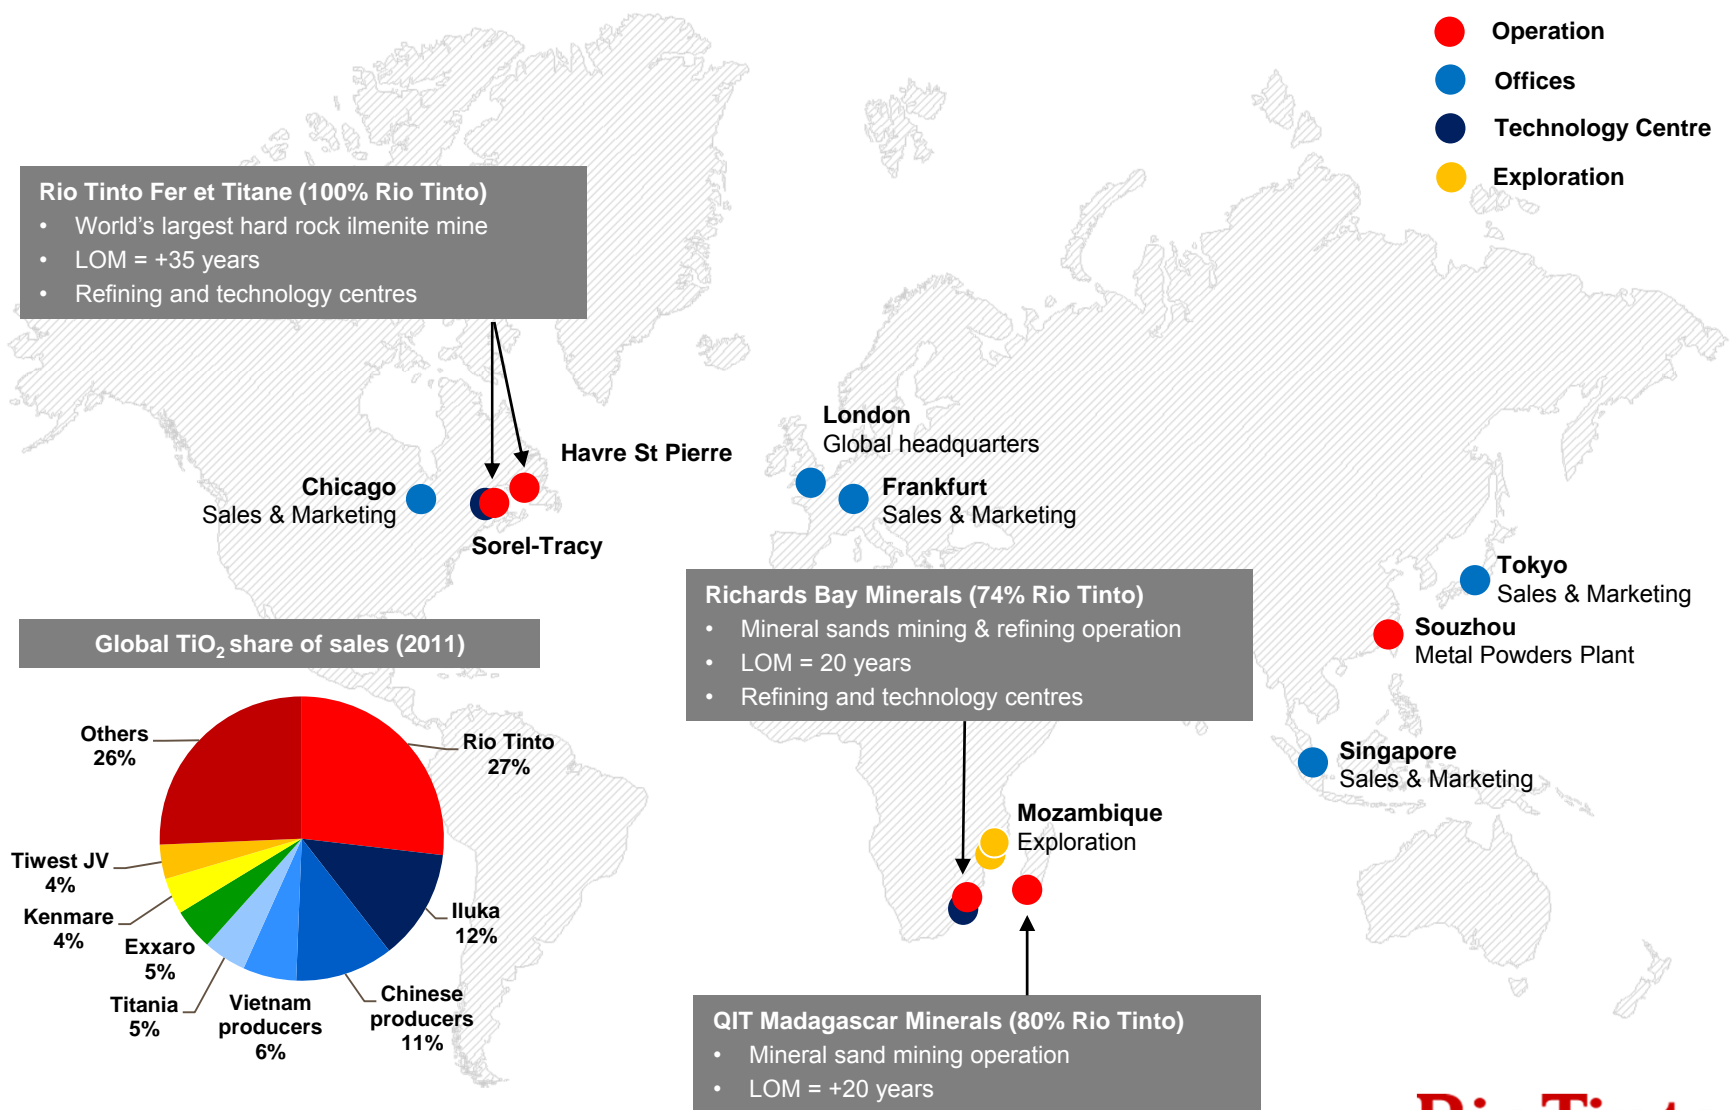 Operation
Offices
Technology Centre
Exploration
Rio Tinto Fer et Titane (100% Rio Tinto)
• World's largest hard rock ilmenite mine
• LOM = +35 years
• Refining and technology centres
London
Global headquarters
Havre St Pierre
Chicago
Sales & Marketing
Frankfurt
Sales & Marketing
Sorel-Tracy
Tokyo
Sales & Marketing
Souzhou
Metal Powders Plant
Singapore
Sales & Marketing
Richards Bay Minerals (74% Rio Tinto)
• Mineral sands mining & refining operation
• LOM = 20 years
• Refining and technology centres
Mozambique
Exploration
QIT Madagascar Minerals (80% Rio Tinto)
• Mineral sand mining operation
• LOM = +20 years
Global TiO₂ share of sales (2011)
Others
26%
Rio Tinto
27%
Tiwest JV
4%
Kenmare
4%
Exxaro
5%
Titania
5%
Vietnam
producers
6%
Chinese
producers
11%
Iluka
12%